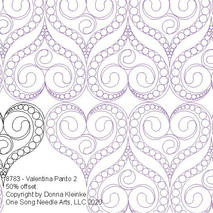 8783 - Valentina Panto 2
50% offset.
Copyright by Donna Kleinke
One Song Needle Arts, LLC 2020